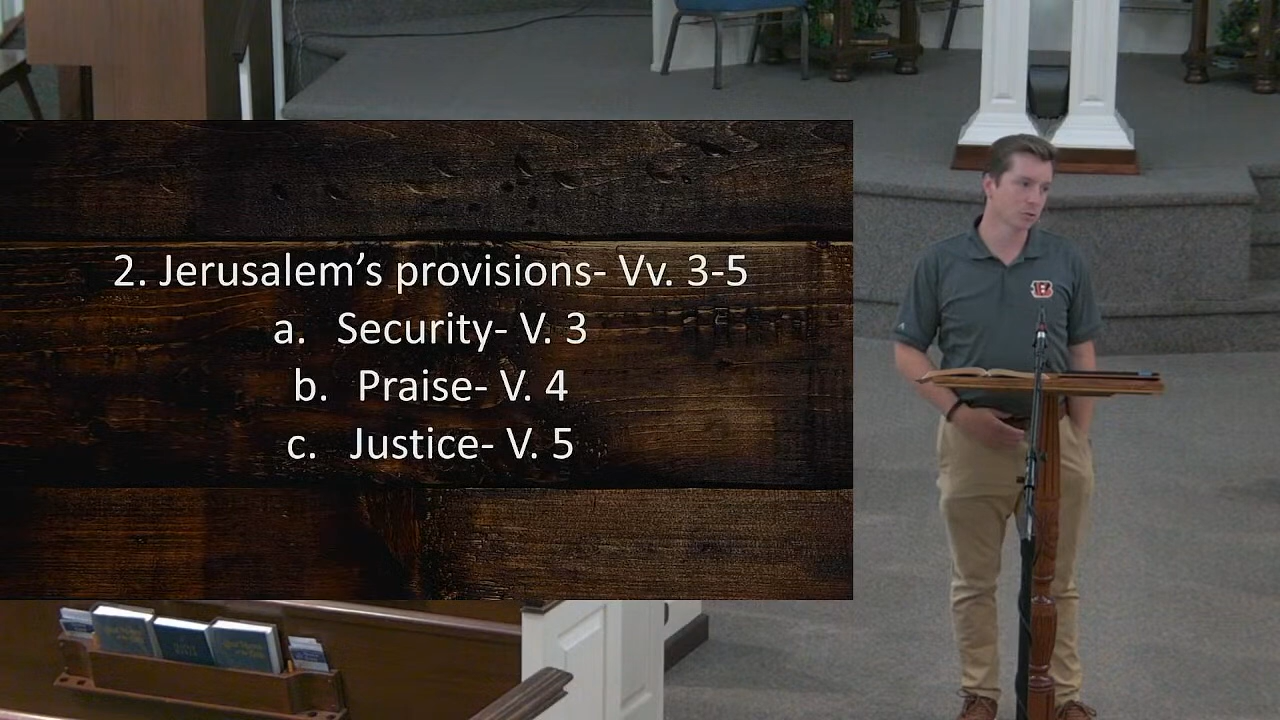 2. Jerusalem’s provisions- Vv. 3-5
a. Security- V. 3
b. Praise- V. 4
c. Justice- V. 5